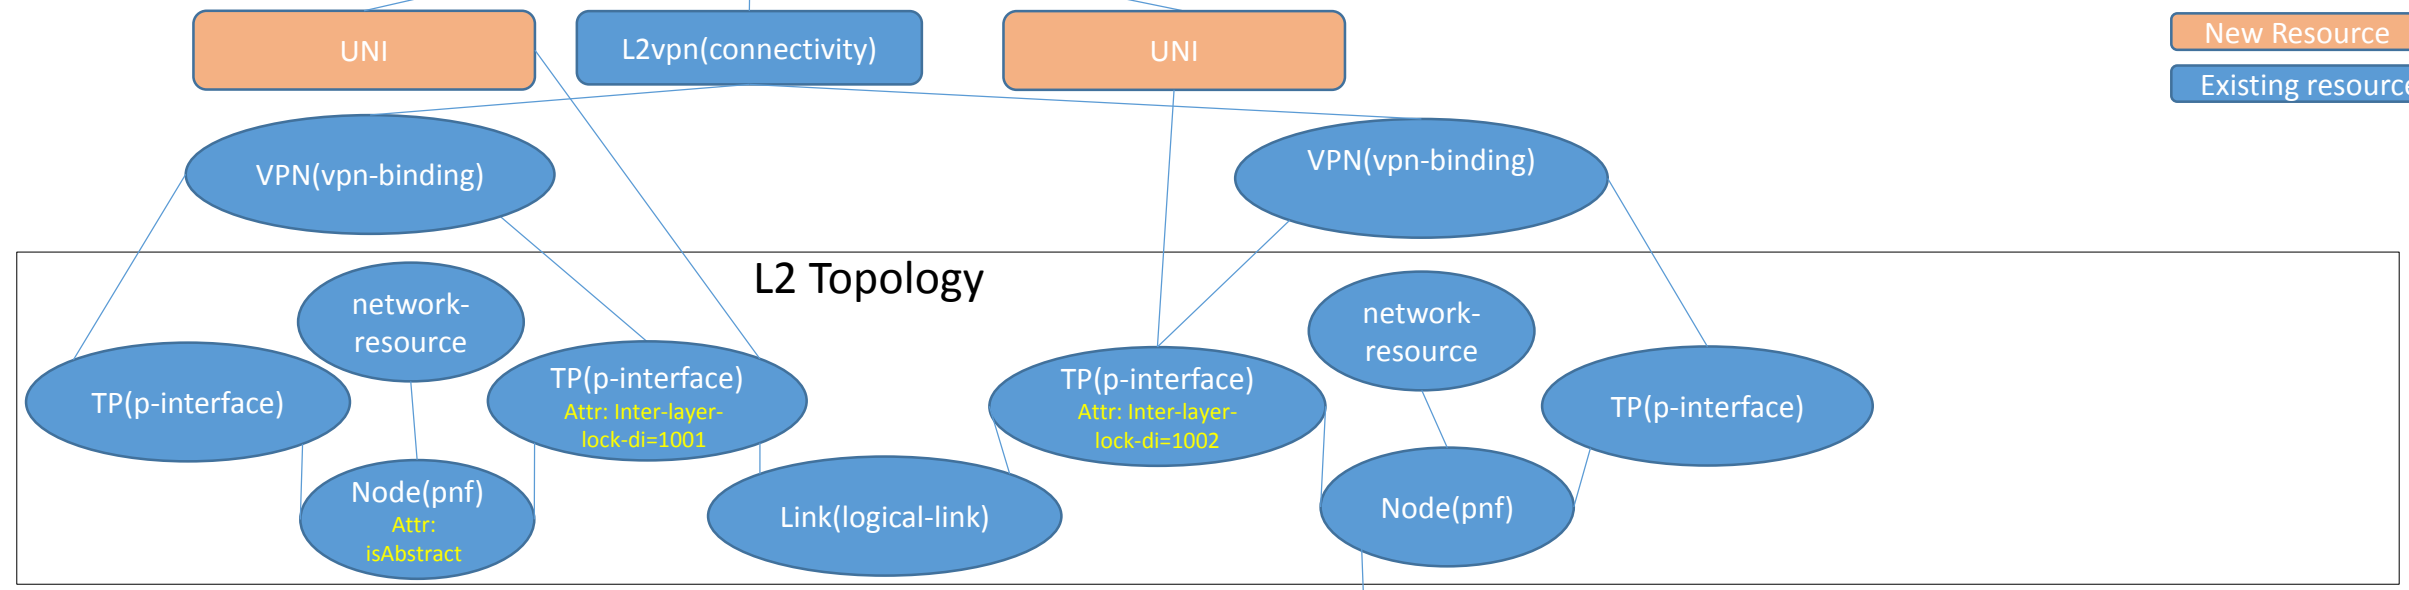 UNI
L2vpn(connectivity)
UNI
New Resource
Existing resource
VPN(vpn-binding)
VPN(vpn-binding)
L2 Topology
network-
resource
network-
resource
TP(p-interface)
TP(p-interface)
Attr: Inter-layer-
lock-di=1001
TP(p-interface)
Attr: Inter-layer-
lock-di=1002
TP(p-interface)
Node(pnf)
Attr:
isAbstract
Link(logical-link)
Node(pnf)